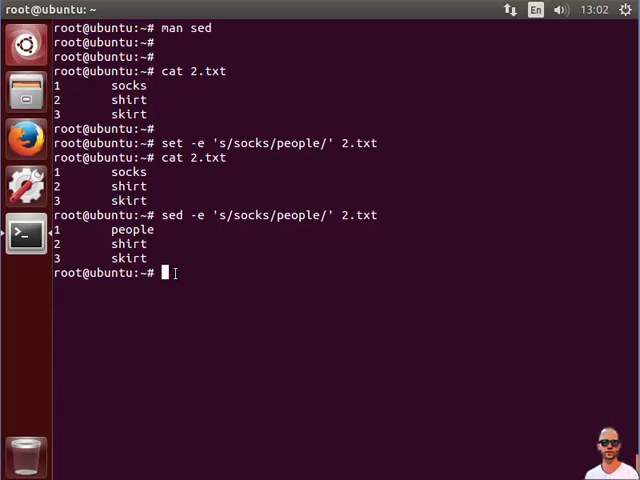 root@ubuntu: ~
En
13:02
root@ubuntu:~# man sed
root@ubuntu:~#
root@ubuntu:~#
root@ubuntu:~# cat 2.txt
1 socks
2 shirt
3 skirt
root@ubuntu:~#
root@ubuntu:~# set -e 's/socks/people/' 2.txt
root@ubuntu:~# cat 2.txt
1 socks
2 shirt
3 skirt
root@ubuntu:~# sed -e 's/socks/people/' 2.txt
1 people
2 shirt
3 skirt
root@ubuntu:~#